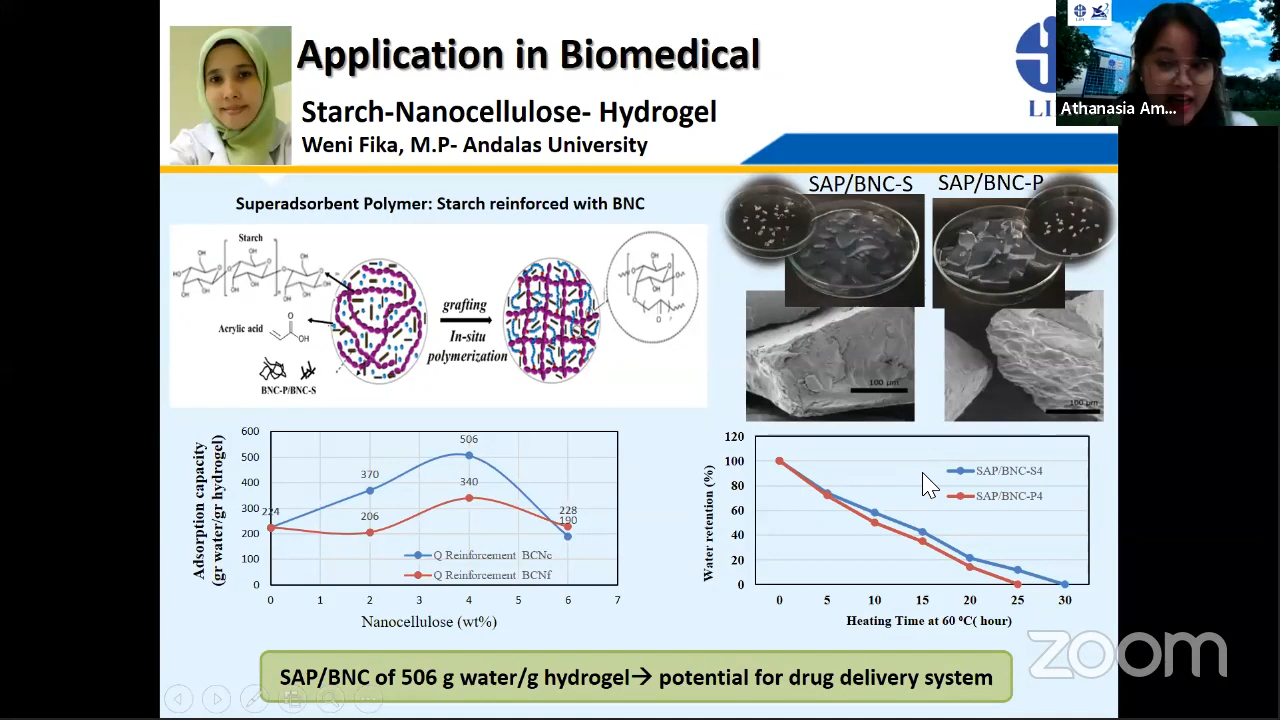 Application in Biomedical
Starch-Nanocellulose- Hydrogel
Weni Fika, M.P- Andalas University
LI
LIPI
Athanasia Am...
Superadsorbent Polymer: Starch reinforced with BNC
Starch
Acrylic acid
OH
BNC-P/BNC-S
grafting
In-situ
polymerization
SAP/BNC-S
SAP/BNC-P
100 μm
100 μm
Adsorption capacity
(gr water/gr hydrogel)
600
500
400
300
200
100
0
224
370
506
190
206
340
228
Q Reinforcement BCNc
Q Reinforcement BCNf
0 1 2 3 4 5 6 7
Nanocellulose (wt%)
Water retention (%)
120
100
80
60
40
20
0
SAP/BNC-S4
SAP/BNC-P4
0 5 10 15 20 25 30
Heating Time at 60 ⁰C( hour)
SAP/BNC of 506 g water/g hydrogel→ potential for drug delivery system
zoom